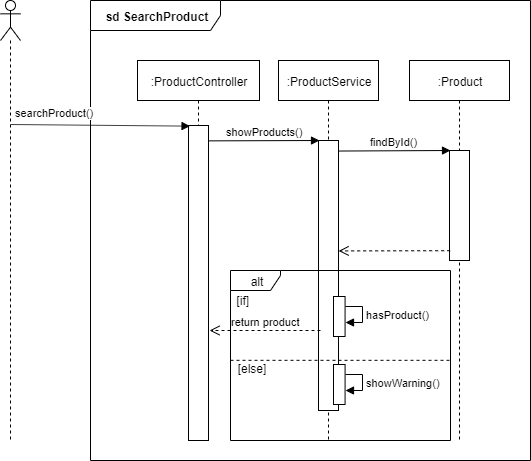 sd SearchProduct
:ProductController
:ProductService
:Product
searchProduct()
showProducts()
findById()
alt
[if]
hasProduct()
return product
[else]
showWarning()